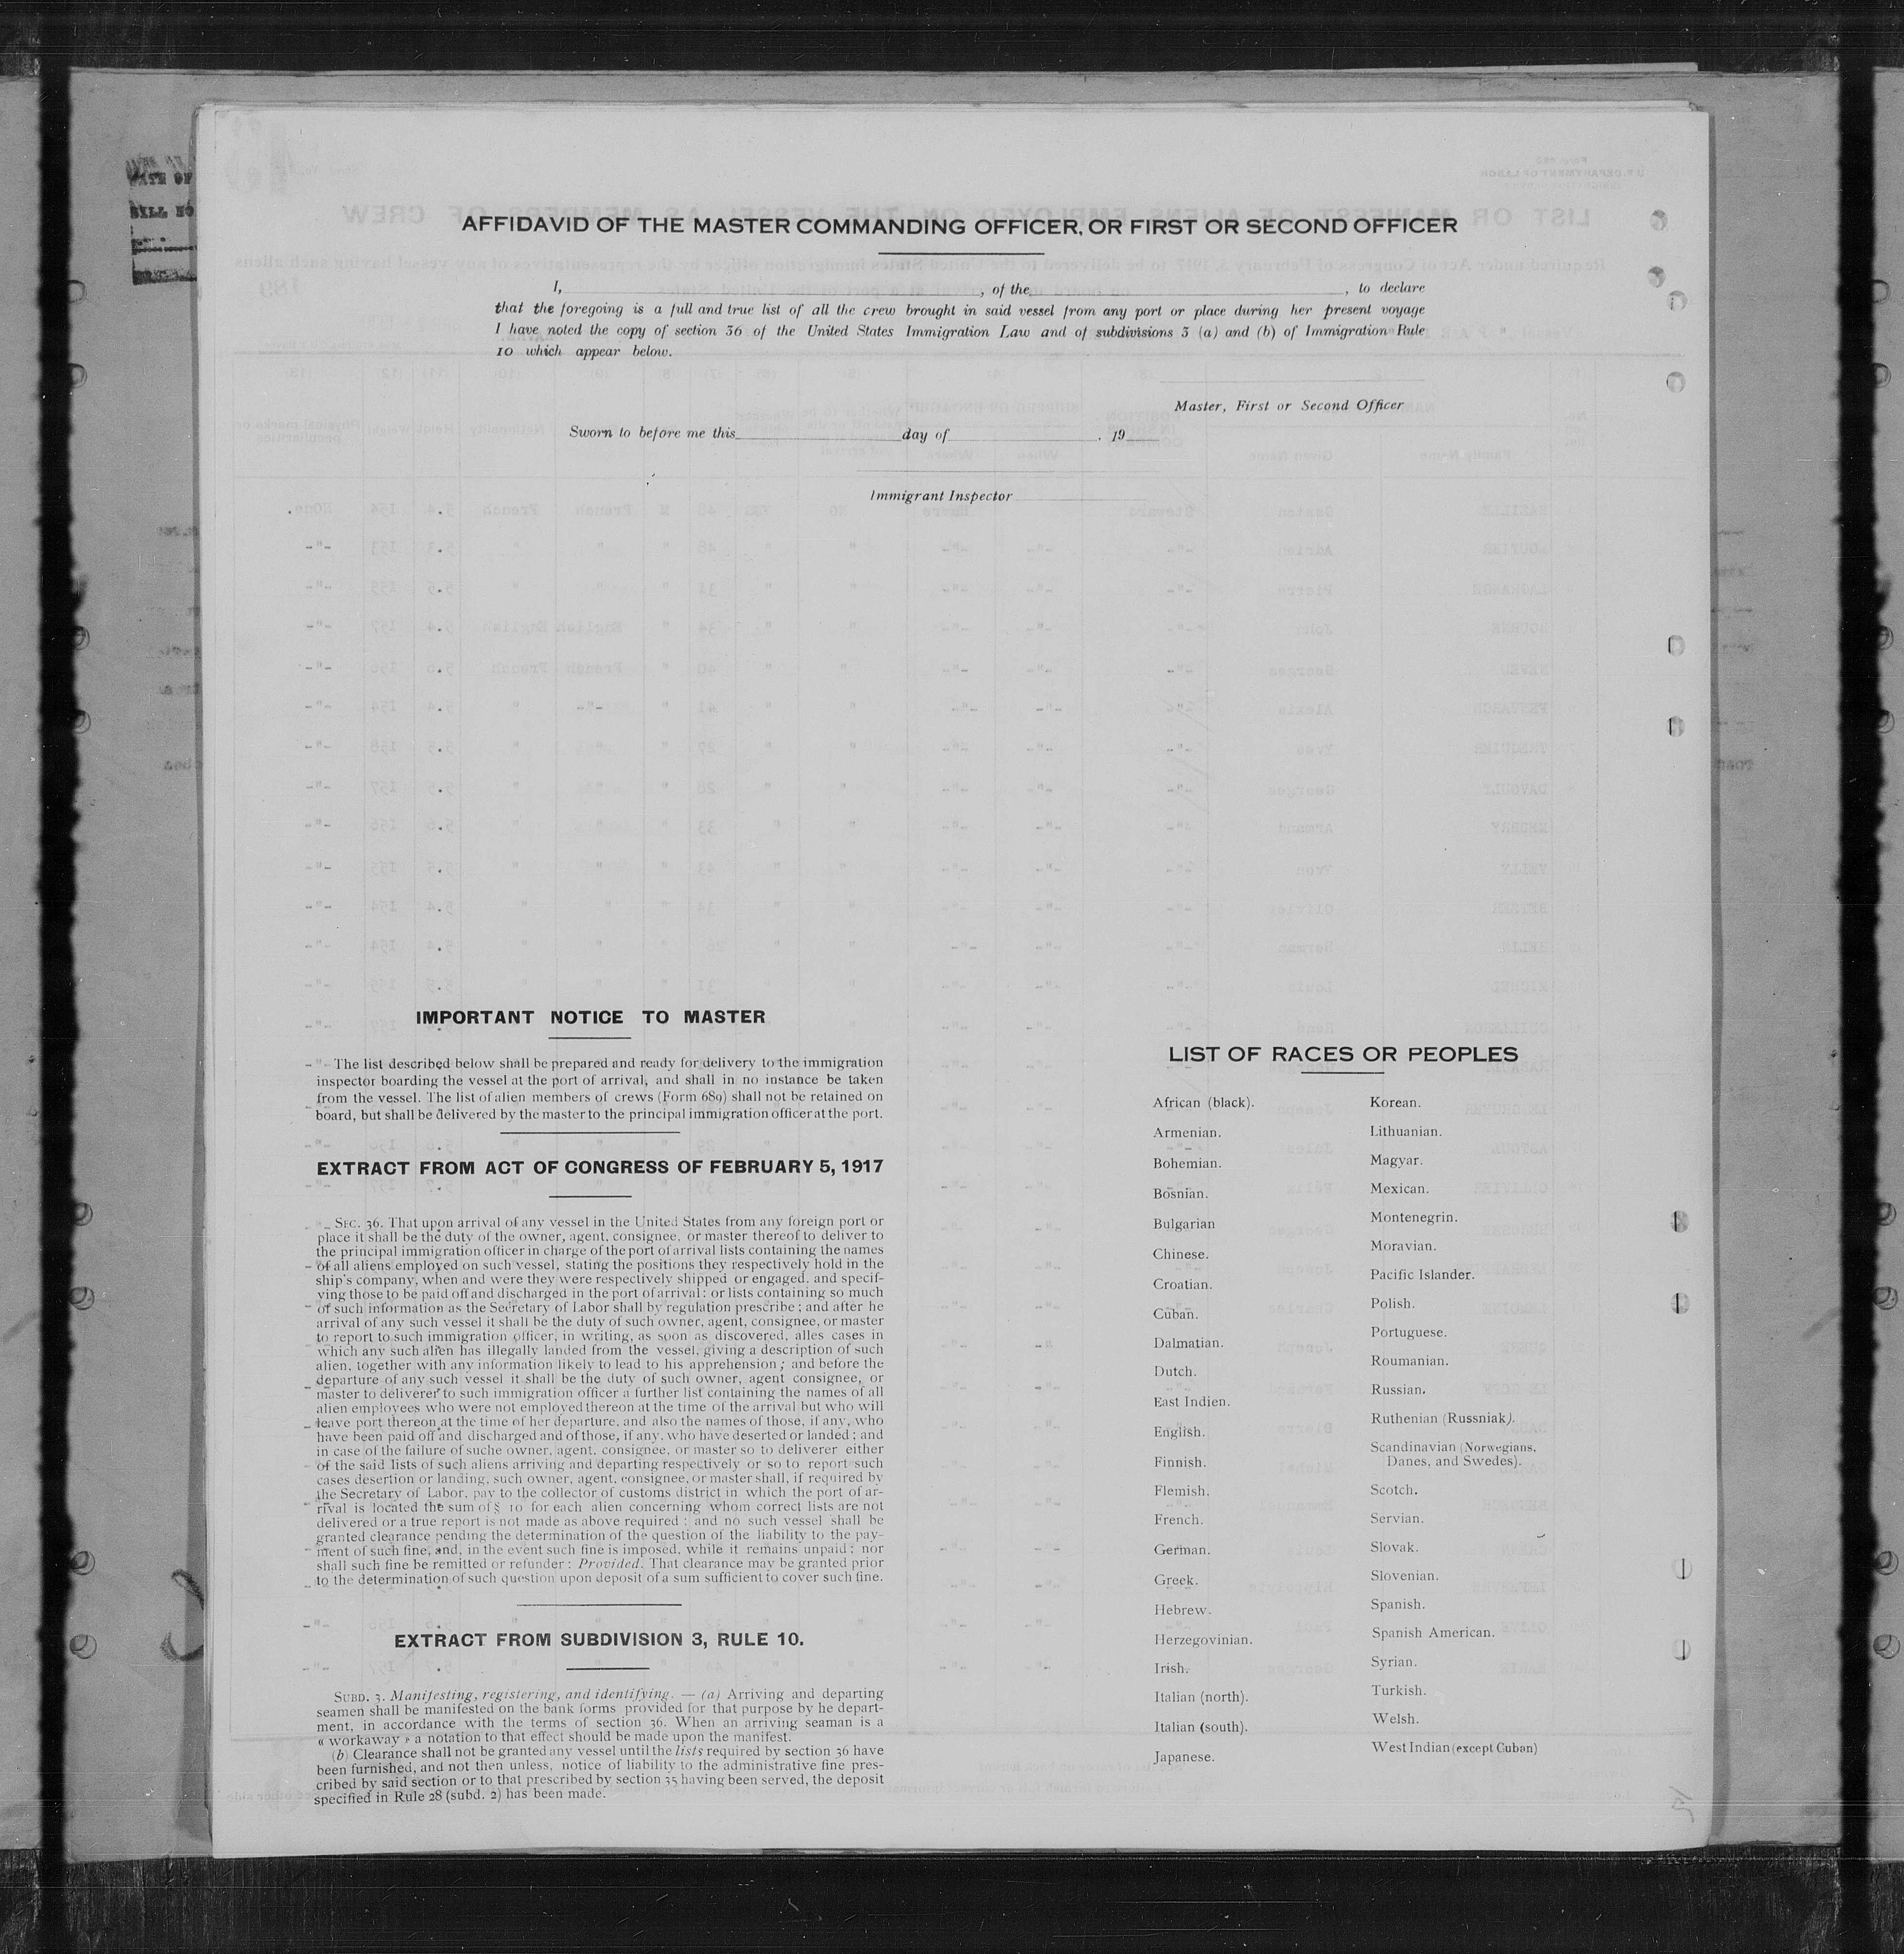 AFFIDAVID OF THE MASTER COMMANDING OFFICER, OR FIRST OR SECOND OFFICER
I, , of the , to declare
that the foregoing is a full and true list of all the crew brought in said vessel from any port or place during her present voyage
I have noted the copy of section 36 of the United States Immigration Law and of subdivisions 3 (a) and (b) of Immigration Rule
10 which appear below.
Master, First or Second Officer
Sworn to before me this day of . 19
Immigrant Inspector
IMPORTANT NOTICE TO MASTER
The list described below shall be prepared and ready for delivery to the immigration
inspector boarding the vessel at the port of arrival, and shall in no instance be taken
from the vessel. The list of alien members of crews (Form 689) shall not be retained on
board, but shall be delivered by the master to the principal immigration officer at the port.
EXTRACT FROM ACT OF CONGRESS OF FEBRUARY 5, 1917
SEC. 36. That upon arrival of any vessel in the United States from any foreign port or
place it shall be the duty of the owner, agent, consignee, or master thereof to deliver to
the principal immigration officer in charge of the port of arrival lists containing the names
of all aliens employed on such vessel, stating the positions they respectively hold in the
ship's company, when and were they were respectively shipped or engaged. and specif-
ving those to be paid off and discharged in the port of arrival : or lists containing so much
of such information as the Secretary of Labor shall by regulation prescribe ; and after he
arrival of any such vessel it shall be the duty of such owner, agent, consignee, or master
to report to such immigration officer, in writing, as soon as discovered, alles cases in
which any such alien has illegally landed from the vessel, giving a description of such
alien, together with any information likely to lead to his apprehension ; and before the
departure of any such vessel it shall be the duty of such owner, agent consignee, or
master to deliverer to such immigration officer a further list containing the names of all
alien employees who were not employed thereon at the time of the arrival but who will
leave port thereon at the time of her departure, and also the names of those, if any, who
have been paid off and discharged and of those, if any, who have deserted or landed ; and
in case of the failure of suche owner, agent, consignee, or master so to deliverer either
of the said lists of such aliens arriving and departing respectively or so to report such
cases desertion or landing, such owner, agent, consignee, or master shall, if required by
the Secretary of Labor, pay to the collector of customs district in which the port of ar-
rival is located the sum of $ 10 for each alien concerning whom correct lists are not
delivered or a true report is not made as above required ; and no such vessel shall be
granted clearance pending the determination of the question of the liability to the pay-
ment of such fine, and, in the event such fine is imposed, while it remains unpaid ; nor
shall such fine be remitted or refunder : Provided. That clearance may be granted prior
to the determination of such question upon deposit of a sum sufficient to cover such fine.
EXTRACT FROM SUBDIVISION 3, RULE 10.
SUBD. 3. Manifesting, registering, and identifying. — (a) Arriving and departing
seamen shall be manifested on the bank forms provided for that purpose by he depart-
ment, in accordance with the terms of section 36. When an arriving seaman is a
« workaway » a notation to that effect should be made upon the manifest.
(b) Clearance shall not be granted any vessel until the lists required by section 36 have
been furnished, and not then unless, notice of liability to the administrative fine pres-
cribed by said section or to that prescribed by section 35 having been served, the deposit
specified in Rule 28 (subd. 2) has been made.
LIST OF RACES OR PEOPLES
African (black).
Armenian.
Bohemian.
Bosnian.
Bulgarian
Chinese.
Croatian.
Cuban.
Dalmatian.
Dutch.
East Indien.
English.
Finnish.
Flemish.
French.
German.
Greek.
Hebrew.
Herzegovinian.
Irish.
Italian (north).
Italian (south).
Japanese.
Korean.
Lithuanian.
Magyar.
Mexican.
Montenegrin.
Moravian.
Pacific Islander.
Polish.
Portuguese.
Roumanian.
Russian.
Ruthenian (Russniak).
Scandinavian (Norwegians,
Danes, and Swedes).
Scotch.
Servian.
Slovak.
Slovenian.
Spanish.
Spanish American.
Syrian.
Turkish.
Welsh.
West Indian (except Cuban)